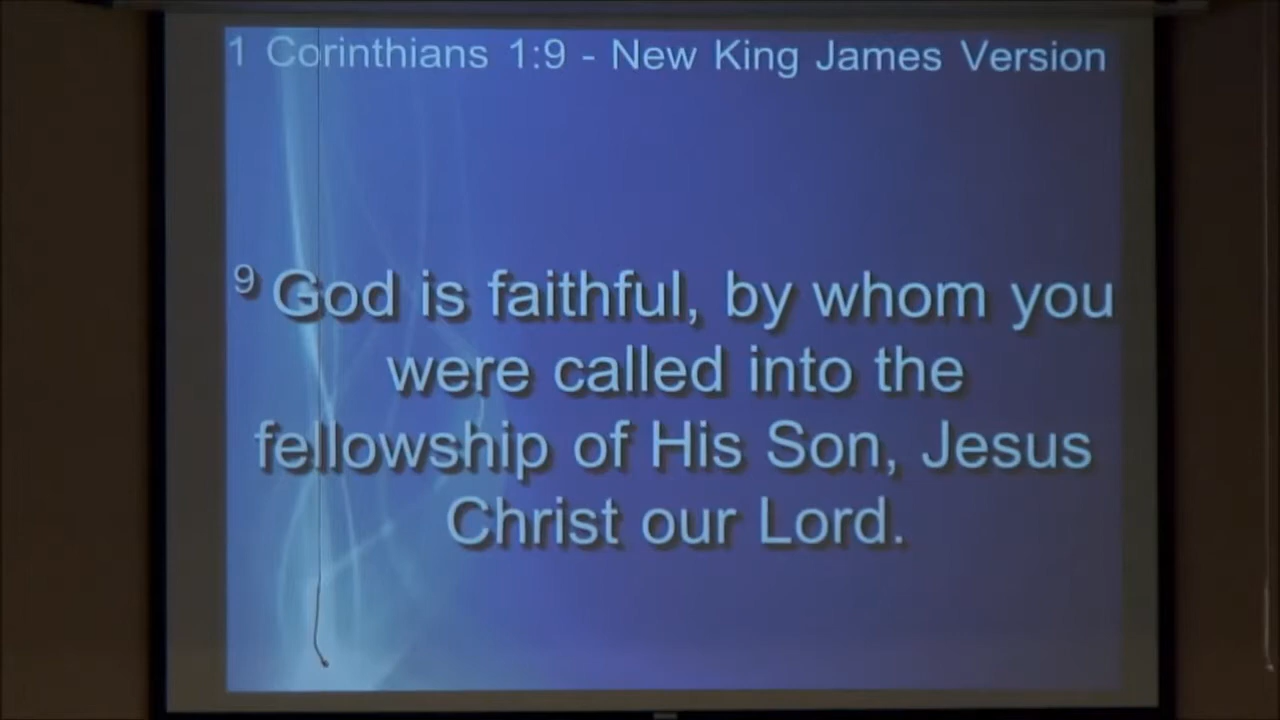 1 Corinthians 1:9 - New King James Version
9 God is faithful, by whom you
were called into the
fellowship of His Son, Jesus
Christ our Lord.